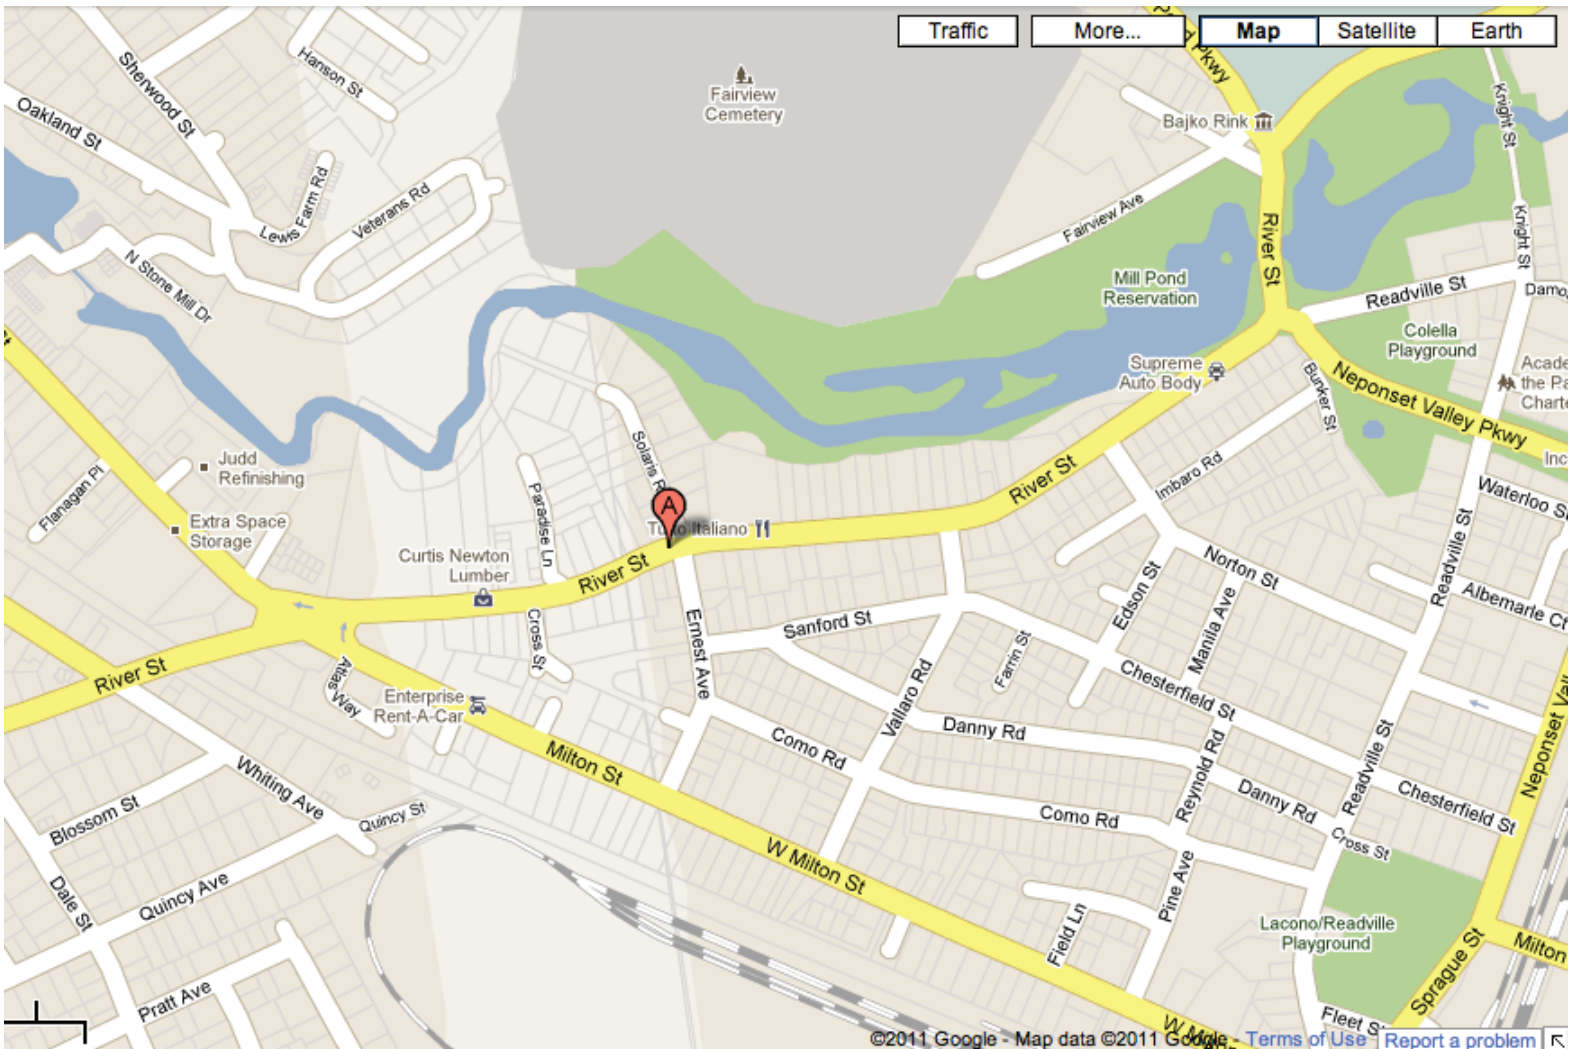 Traffic
More...
Map
Satellite
Earth
Pkwy
Sherwood St
Hanson St
Oakland St
Fairview
Cemetery
Bajko Rink
Knight St
Lewis Farm Rd
Veterans Rd
Fairview Ave
River St
Knight St
N Stone Mill Dr
Mill Pond
Reservation
Readville St
Colella
Playground
Supreme
Auto Body
Bunker St
Neponset Valley Pkwy
Solaris
Judd
Refinishing
Flanagan Pl
Extra Space
Storage
Paradise Ln
A
Italiano
River St
Imbaro Rd
Waterloo
Inc
Curtis Newton
Lumber
River St
Norton St
Readville St
Albemarle Ct
Edson St
Manila Ave
Cross St
Ernest Ave
Sanford St
Farrin St
Chesterfield St
River St
Atlas Way
Enterprise
Rent-A-Car
Vallaro Rd
Danny Rd
Como Rd
Milton St
Reynold Rd
Readville St
Neponset
Chesterfield St
Danny Rd
Whiting Ave
Blossom St
Quincy St
Como Rd
Cross St
W Milton St
Quincy Ave
Dale St
Pine Ave
Field Ln
Lacono/Readville
Playground
Milton
Sprague St
Pratt Ave
Fleet St
©2011 Google - Map data ©2011 Google - Terms of Use
Report a problem